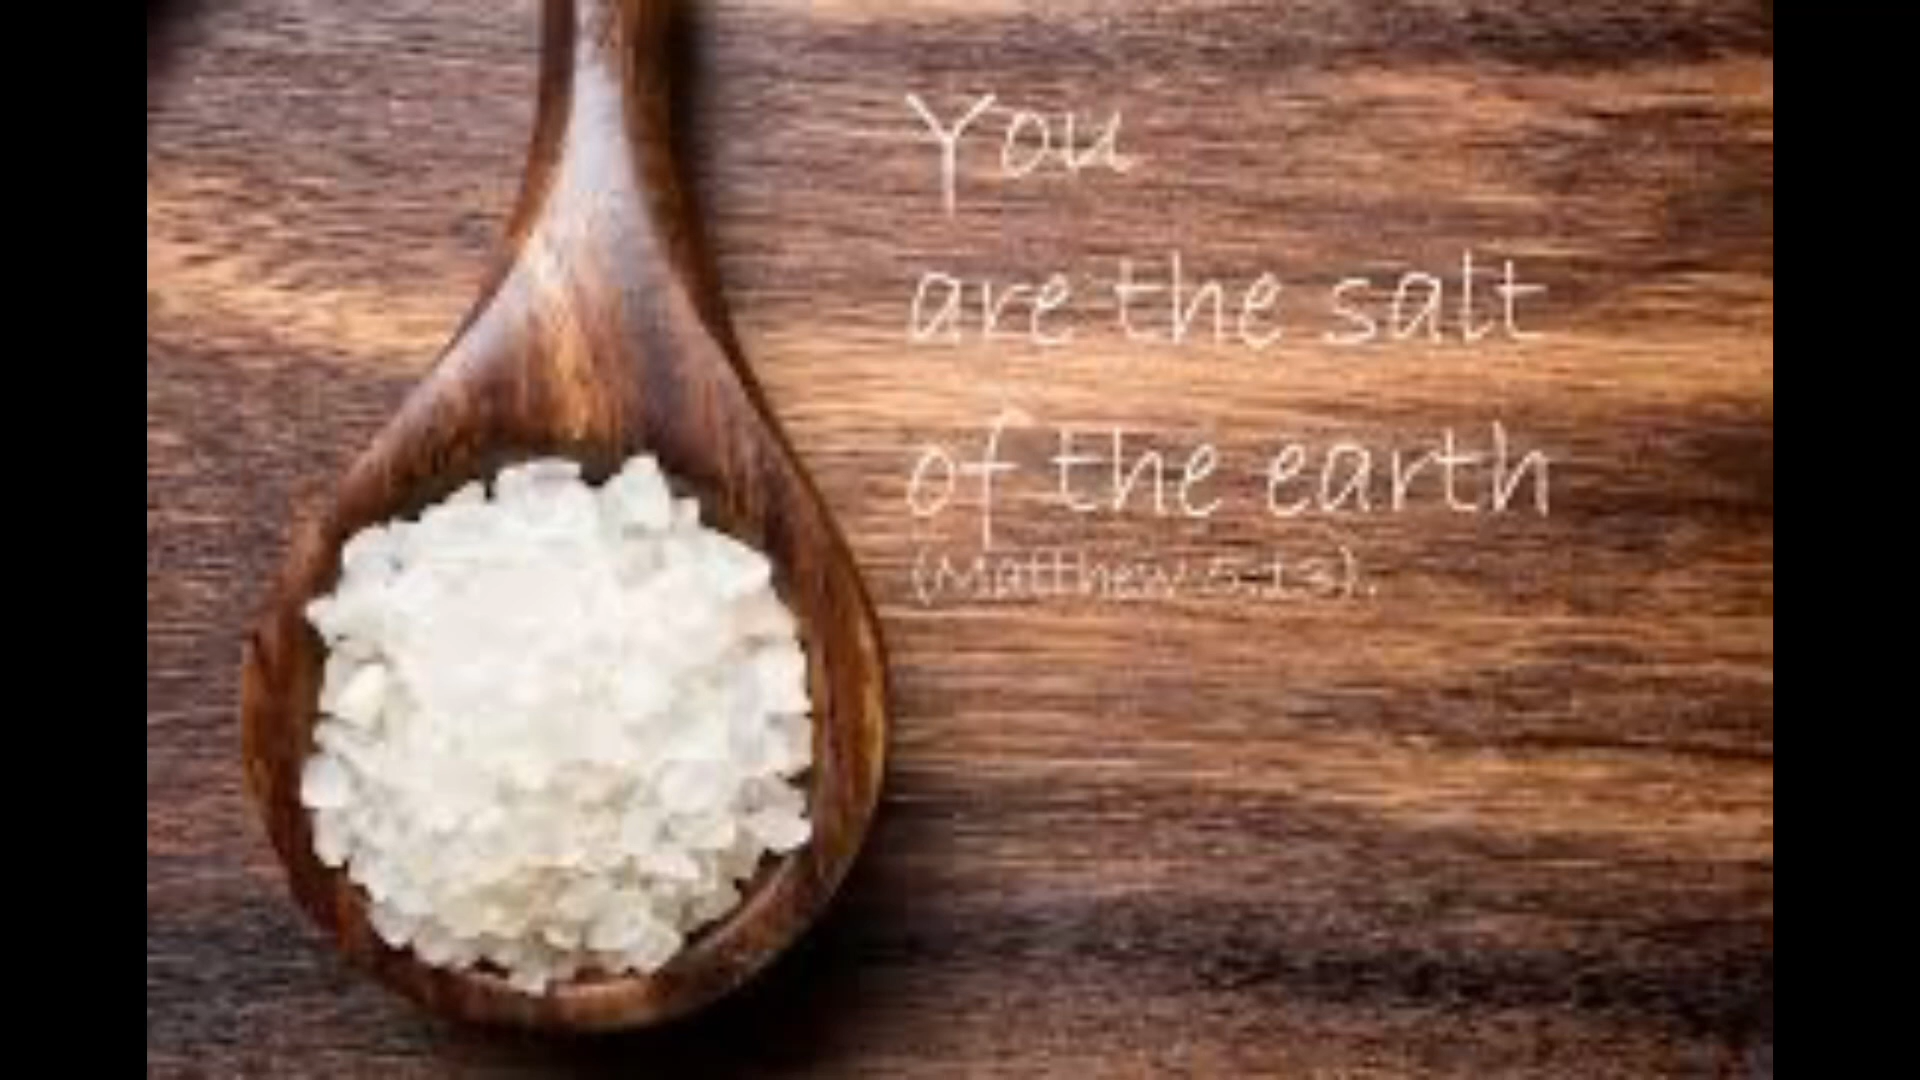 You
are the salt
of the earth
(Matthew 5:13).